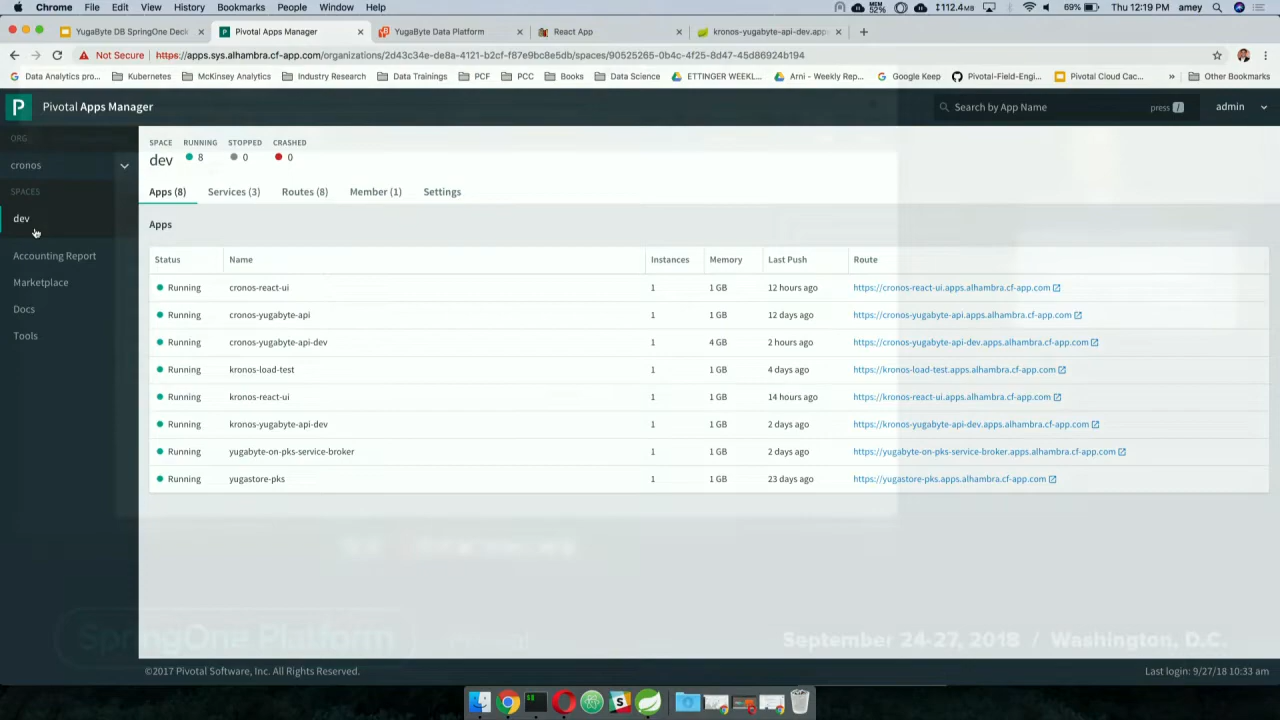 Chrome File Edit View History Bookmarks People Window Help 52% 112.4MB 69% Thu 12:19 PM amey
YugaByte DB SpringOne Deck Pivotal Apps Manager YugaByte Data Platform React App kronos-yugabyte-api-dev.apps
Not Secure https://apps.sys.alhambra.cf-app.com/organizations/2d43c34e-de8a-4121-b2cf-f87e9bc8e5db/spaces/90525265-0b4c-4f25-8d47-45d86924b194
Data Analytics pro... Kubernetes McKinsey Analytics Industry Research Data Trainings PCF PCC Books Data Science ETTINGER WEEKL... Arni - Weekly Rep... Google Keep Pivotal-Field-Engi... Pivotal Cloud Cac... » Other Bookmarks
P Pivotal Apps Manager Search by App Name press / admin
ORG
cronos
SPACES
dev
Accounting Report
Marketplace
Docs
Tools
SPACE RUNNING STOPPED CRASHED
dev 8 0 0
Apps (8) Services (3) Routes (8) Member (1) Settings
Apps
Status Name Instances Memory Last Push Route
Running cronos-react-ui 1 1 GB 12 hours ago https://cronos-react-ui.apps.alhambra.cf-app.com
Running cronos-yugabyte-api 1 1 GB 12 days ago https://cronos-yugabyte-api.apps.alhambra.cf-app.com
Running cronos-yugabyte-api-dev 1 4 GB 2 hours ago https://cronos-yugabyte-api-dev.apps.alhambra.cf-app.com
Running kronos-load-test 1 1 GB 4 days ago https://kronos-load-test.apps.alhambra.cf-app.com
Running kronos-react-ui 1 1 GB 14 hours ago https://kronos-react-ui.apps.alhambra.cf-app.com
Running kronos-yugabyte-api-dev 1 1 GB 2 days ago https://kronos-yugabyte-api-dev.apps.alhambra.cf-app.com
Running yugabyte-on-pks-service-broker 1 1 GB 2 days ago https://yugabyte-on-pks-service-broker.apps.alhambra.cf-app.com
Running yugastore-pks 1 1 GB 23 days ago https://yugastore-pks.apps.alhambra.cf-app.com
SpringOne Platform September 24-27, 2018 / Washington, D.C.
©2017 Pivotal Software, Inc. All Rights Reserved. Last login: 9/27/18 10:33 am